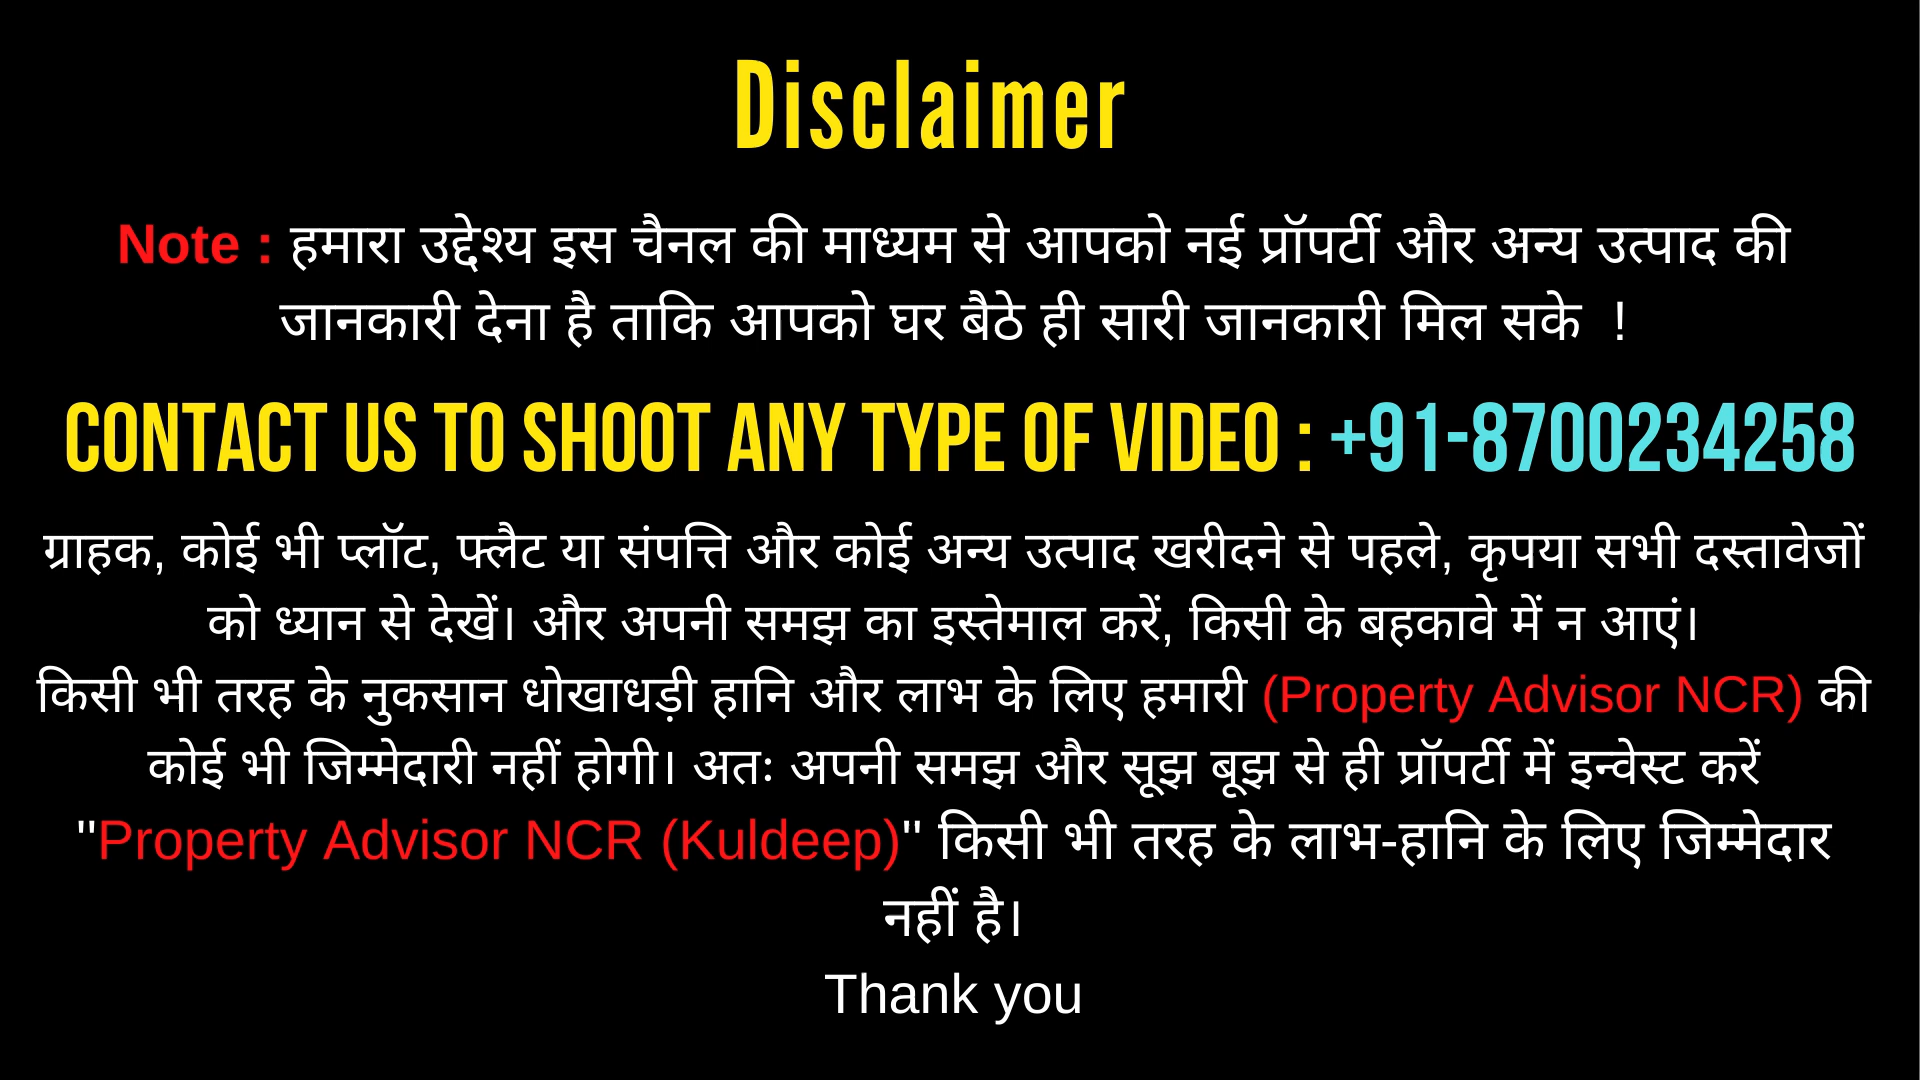 Disclaimer
Note : हमारा उद्देश्य इस चैनल की माध्यम से आपको नई प्रॉपर्टी और अन्य उत्पाद की
जानकारी देना है ताकि आपको घर बैठे ही सारी जानकारी मिल सके !
CONTACT US TO SHOOT ANY TYPE OF VIDEO : +91-8700234258
ग्राहक, कोई भी प्लॉट, फ्लैट या संपत्ति और कोई अन्य उत्पाद खरीदने से पहले, कृपया सभी दस्तावेजों
को ध्यान से देखें। और अपनी समझ का इस्तेमाल करें, किसी के बहकावे में न आएं।
किसी भी तरह के नुकसान धोखाधड़ी हानि और लाभ के लिए हमारी (Property Advisor NCR) की
कोई भी जिम्मेदारी नहीं होगी। अतः अपनी समझ और सूझ बूझ से ही प्रॉपर्टी में इन्वेस्ट करें
"Property Advisor NCR (Kuldeep)" किसी भी तरह के लाभ-हानि के लिए जिम्मेदार
नहीं है।
Thank you